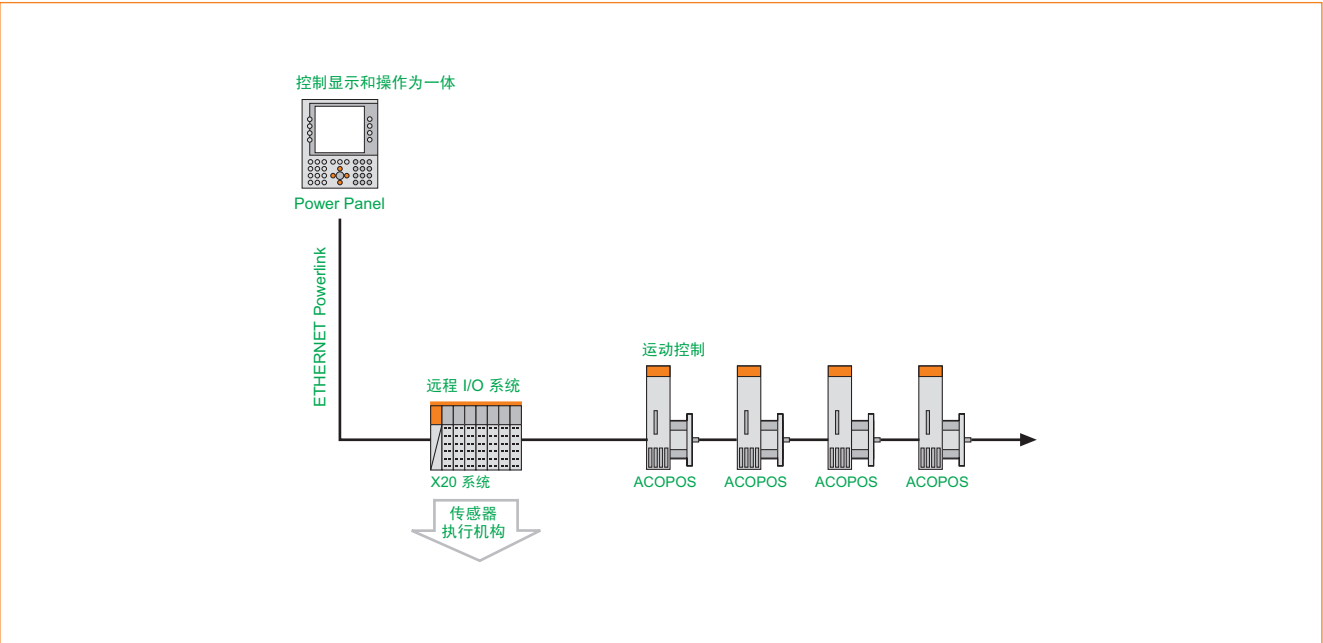 控制显示和操作为一体
Power Panel
ETHERNET Powerlink
远程 I/O 系统
X20 系统
传感器
执行机构
运动控制
ACOPOS
ACOPOS
ACOPOS
ACOPOS